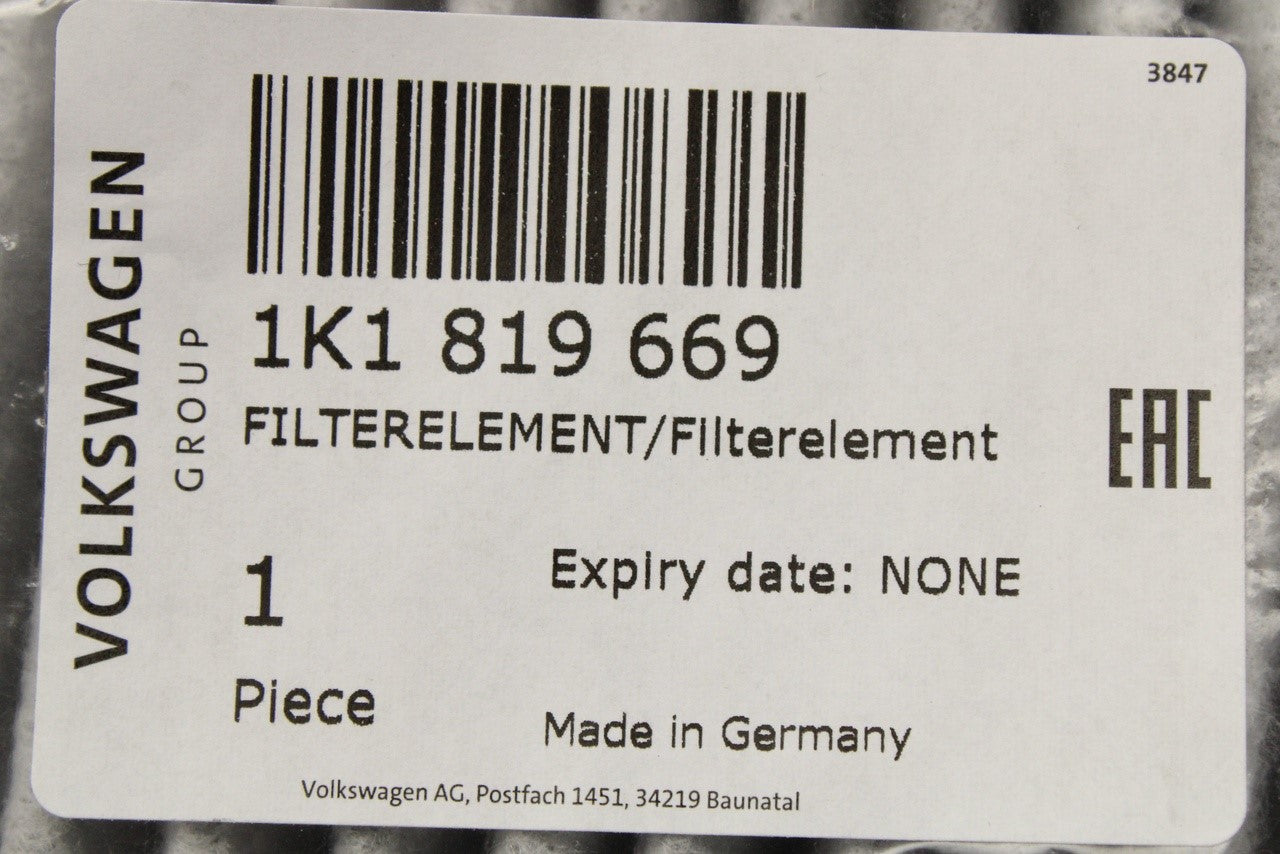 3847
VOLKSWAGEN
GROUP
1K1 819 669
FILTERELEMENT/Filterelement
EAC
1
Expiry date: NONE
Piece
Made in Germany
Volkswagen AG, Postfach 1451, 34219 Baunatal